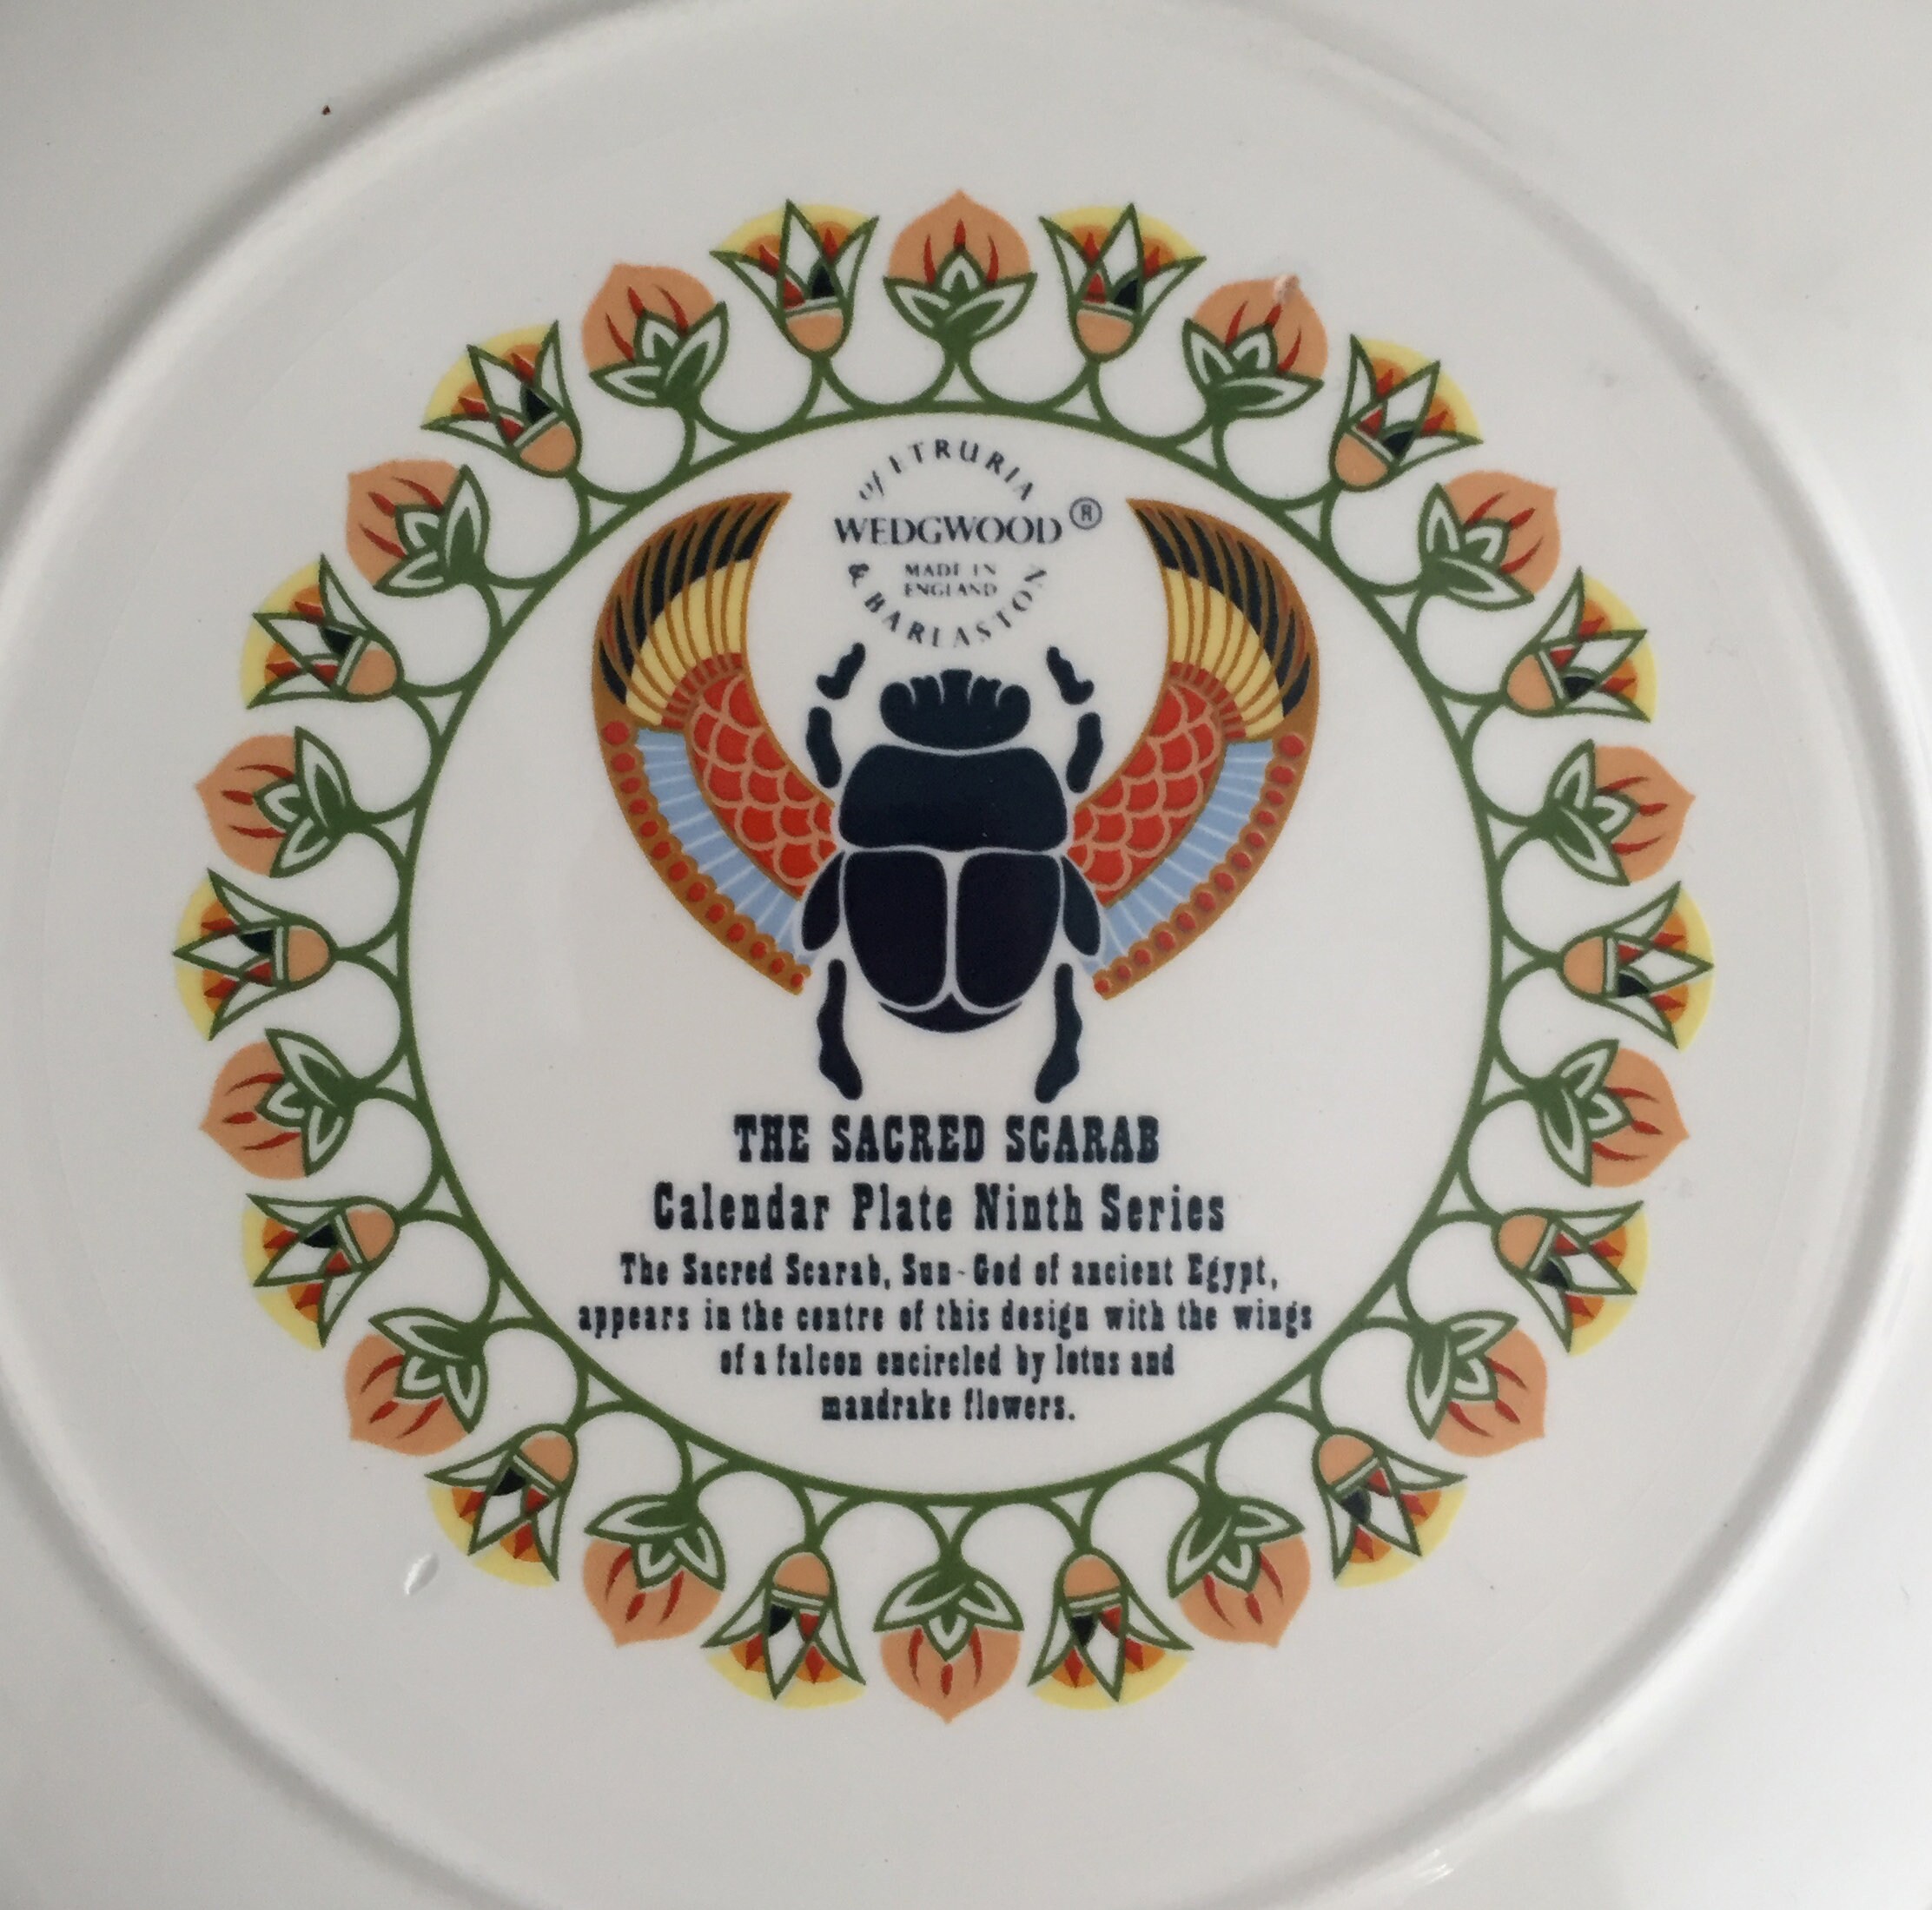 of ETRURIA
WEDGWOOD ®
MADE IN
ENGLAND
& BARLASTON
THE SACRED SCARAB
Calendar Plate Ninth Series
The Sacred Scarab, Sun-God of ancient Egypt,
appears in the centre of this design with the wings
of a falcon encircled by lotus and
mandrake flowers.